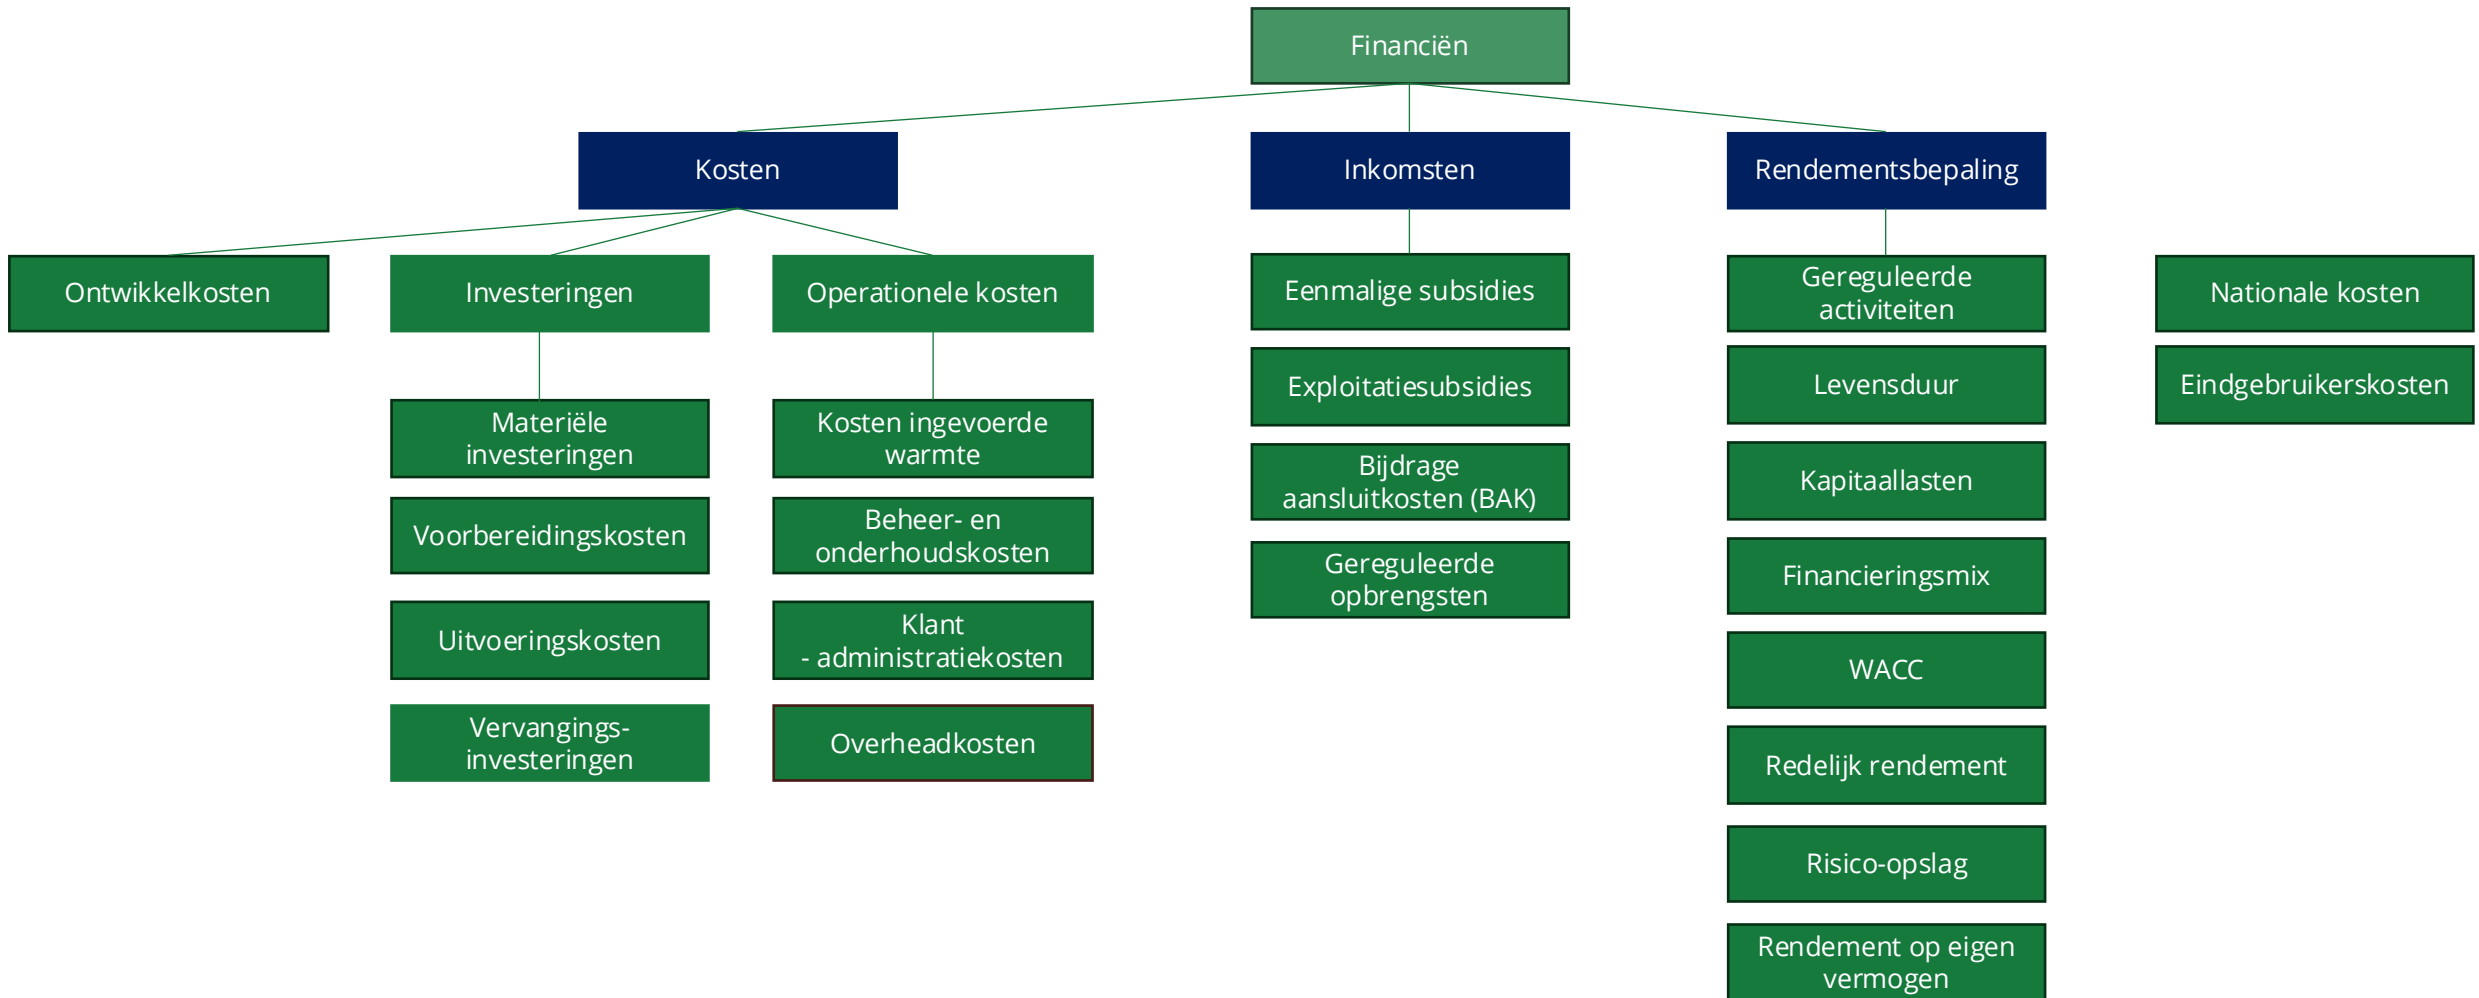 Financiën
Kosten
Inkomsten
Rendementsbepaling
Ontwikkelkosten
Investeringen
Operationele kosten
Eenmalige subsidies
Gereguleerde
activiteiten
Nationale kosten
Exploitatiesubsidies
Levensduur
Eindgebruikerskosten
Materiële
investeringen
Kosten ingevoerde
warmte
Bijdrage
aansluitkosten (BAK)
Kapitaallasten
Voorbereidingskosten
Beheer- en
onderhoudskosten
Gereguleerde
opbrengsten
Financieringsmix
Uitvoeringskosten
Klant
- administratiekosten
WACC
Vervangings-
investeringen
Overheadkosten
Redelijk rendement
Risico-opslag
Rendement op eigen
vermogen